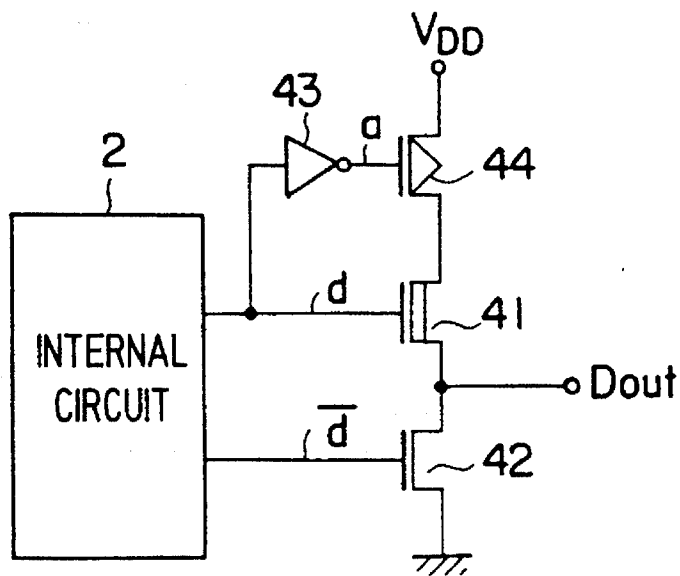 VDD
43
a
2
44
d
41
INTERNAL
CIRCUIT
Dout
d̅
42